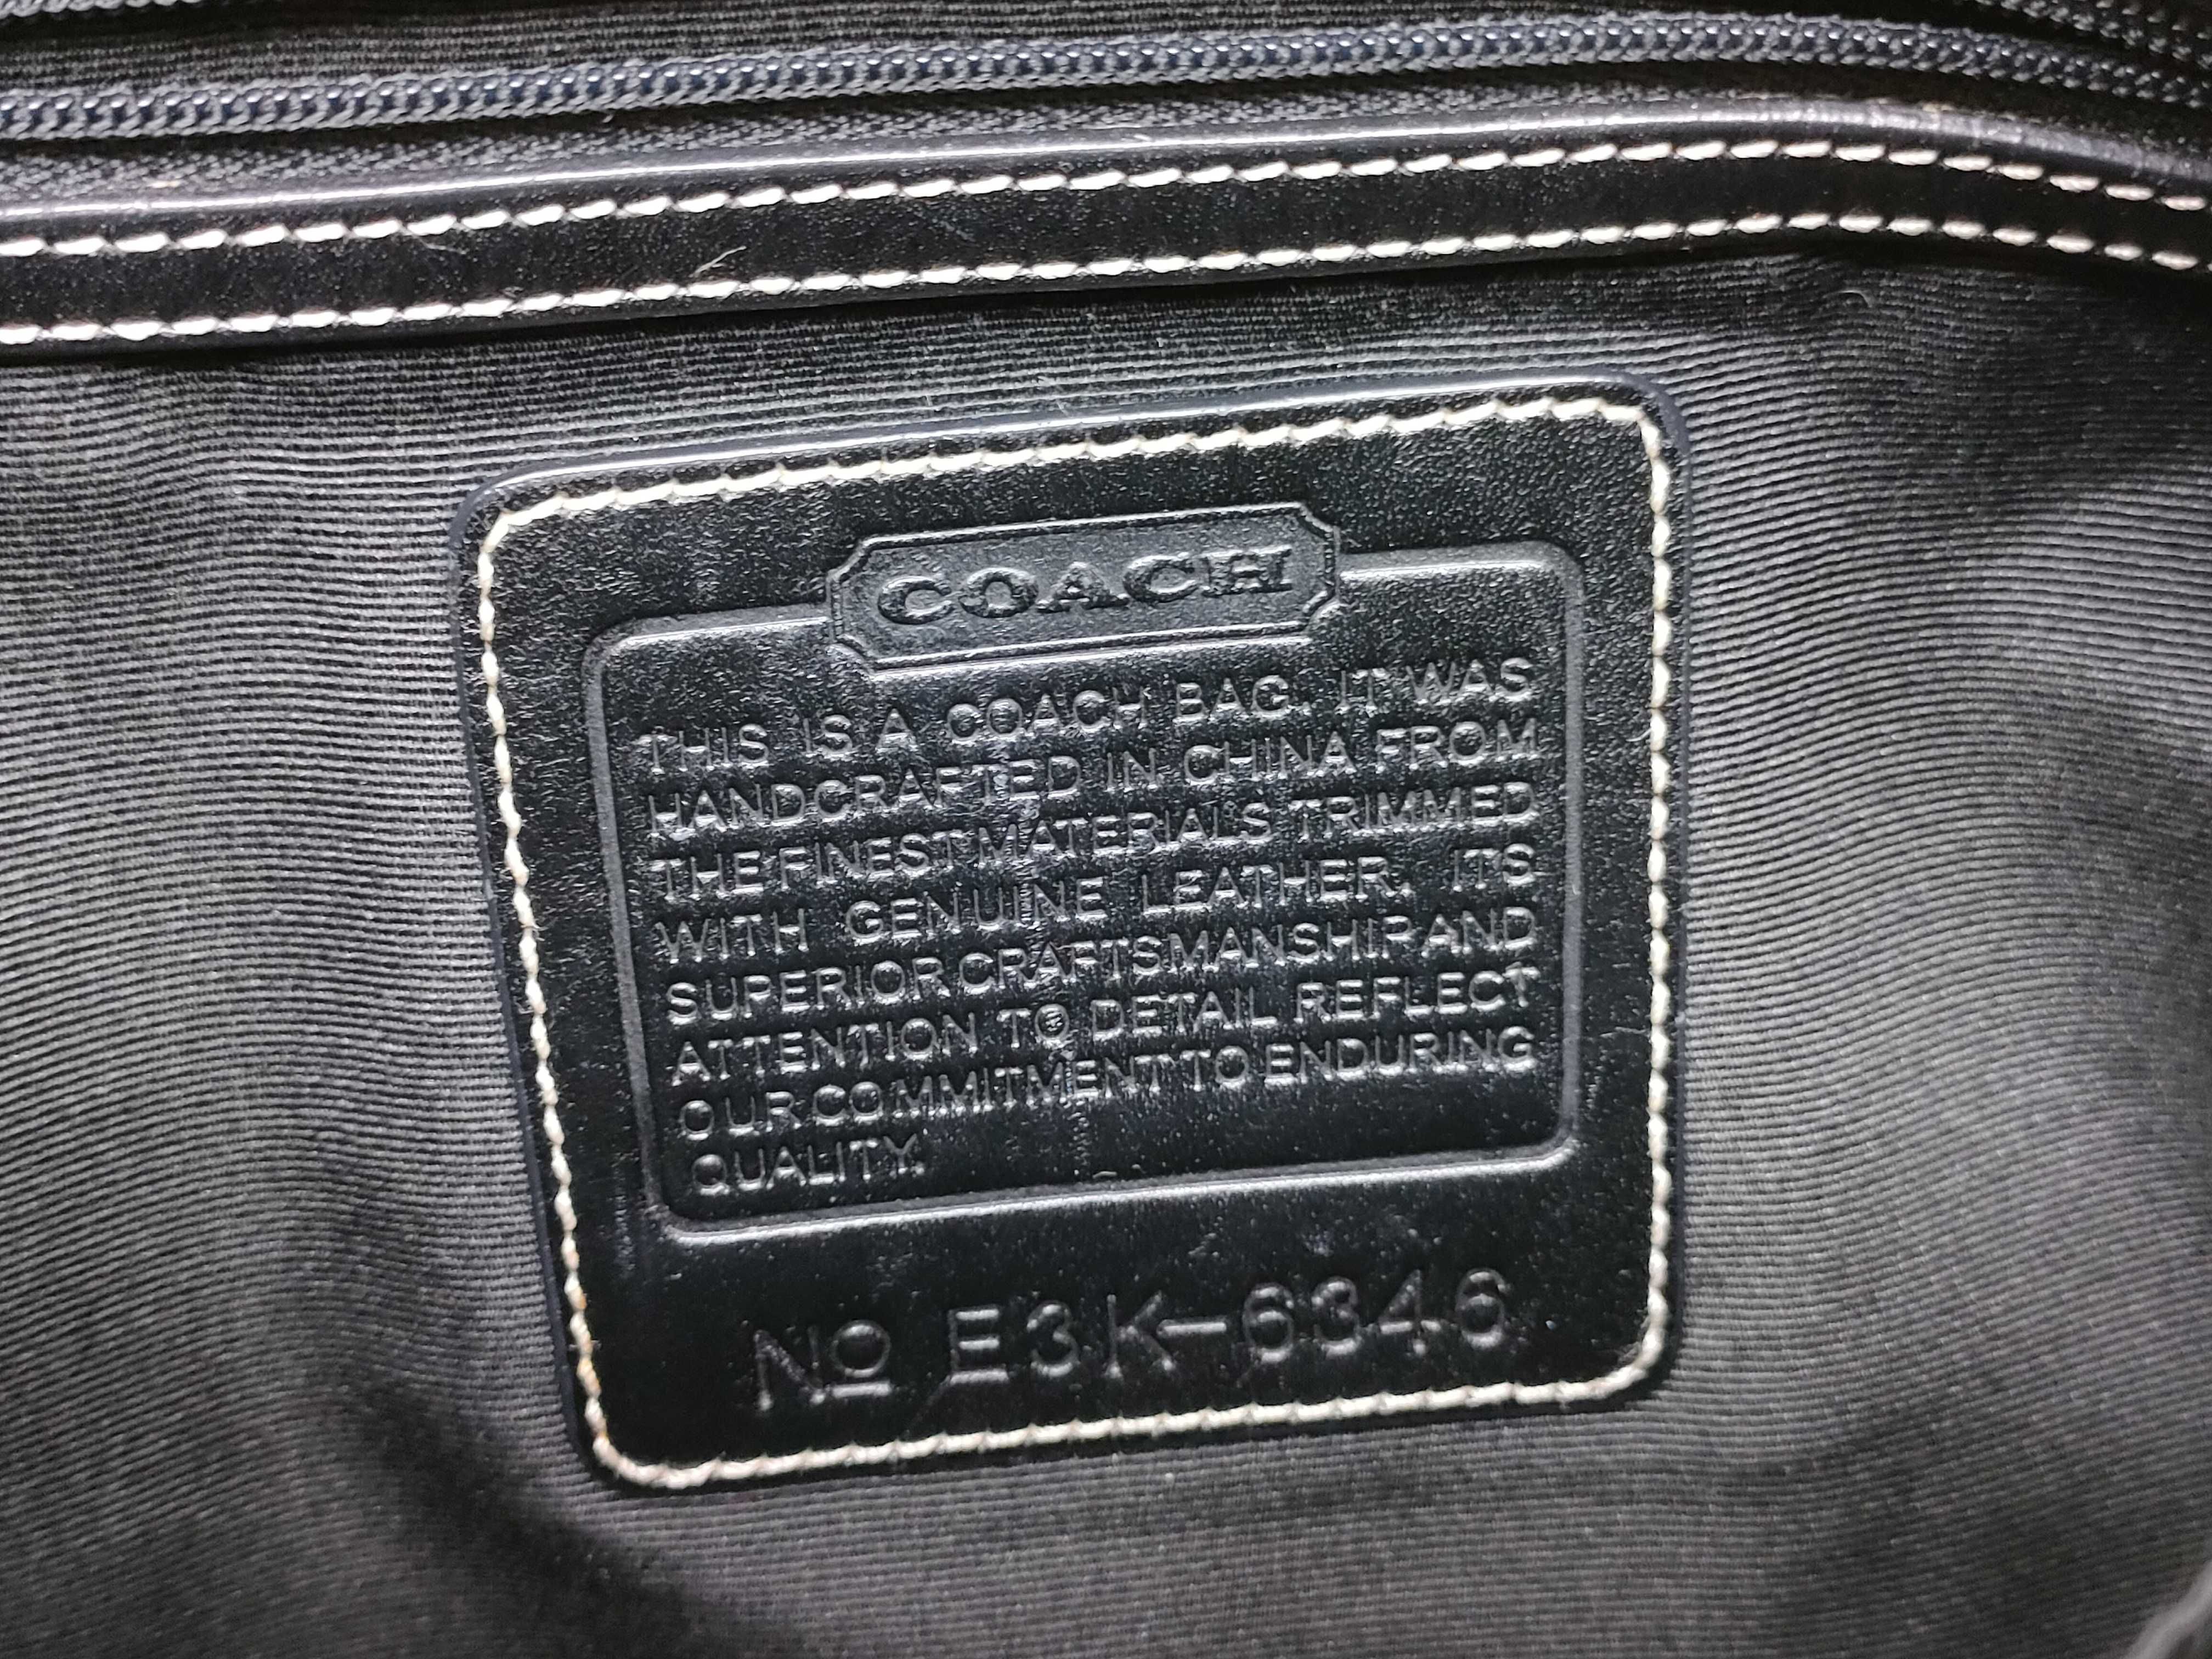 COACH
THIS IS A COACH BAG. IT WAS
HANDCRAFTED IN CHINA FROM
THE FINEST MATERIALS TRIMMED
WITH GENUINE LEATHER. ITS
SUPERIOR CRAFTSMANSHIP AND
ATTENTION TO DETAIL REFLECT
OUR COMMITMENT TO ENDURING
QUALITY.
No E3K-6346